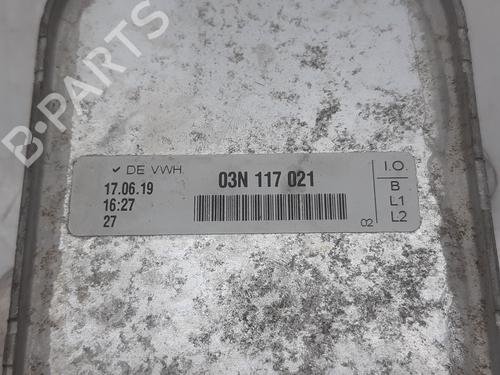 B-PARTS
✓ DE VWH
17.06.19
16:27
27
03N 117 021
02
I.O.
B
L1
L2